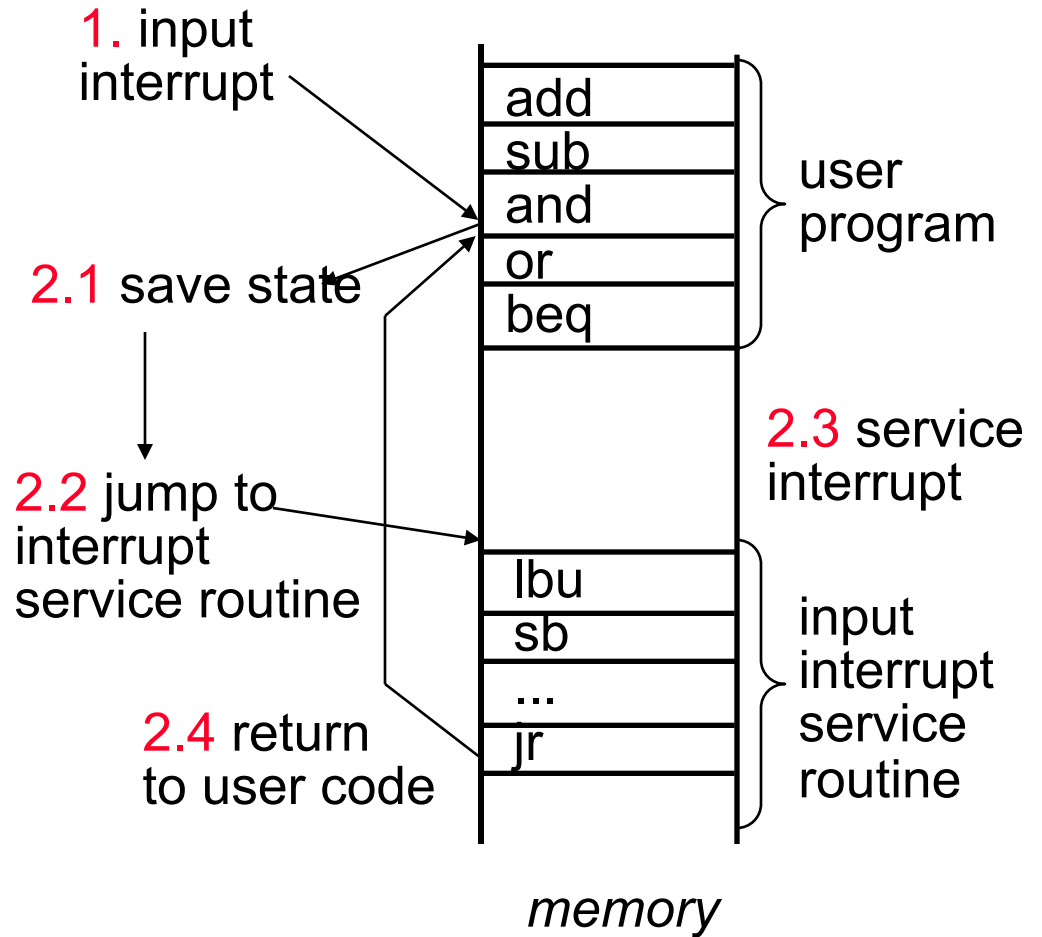 1. input
interrupt
add
sub
and
or
beq
user
program
2.1 save state
2.2 jump to
interrupt
service routine
2.3 service
interrupt
lbu
sb
...
jr
input
interrupt
service
routine
2.4 return
to user code
memory